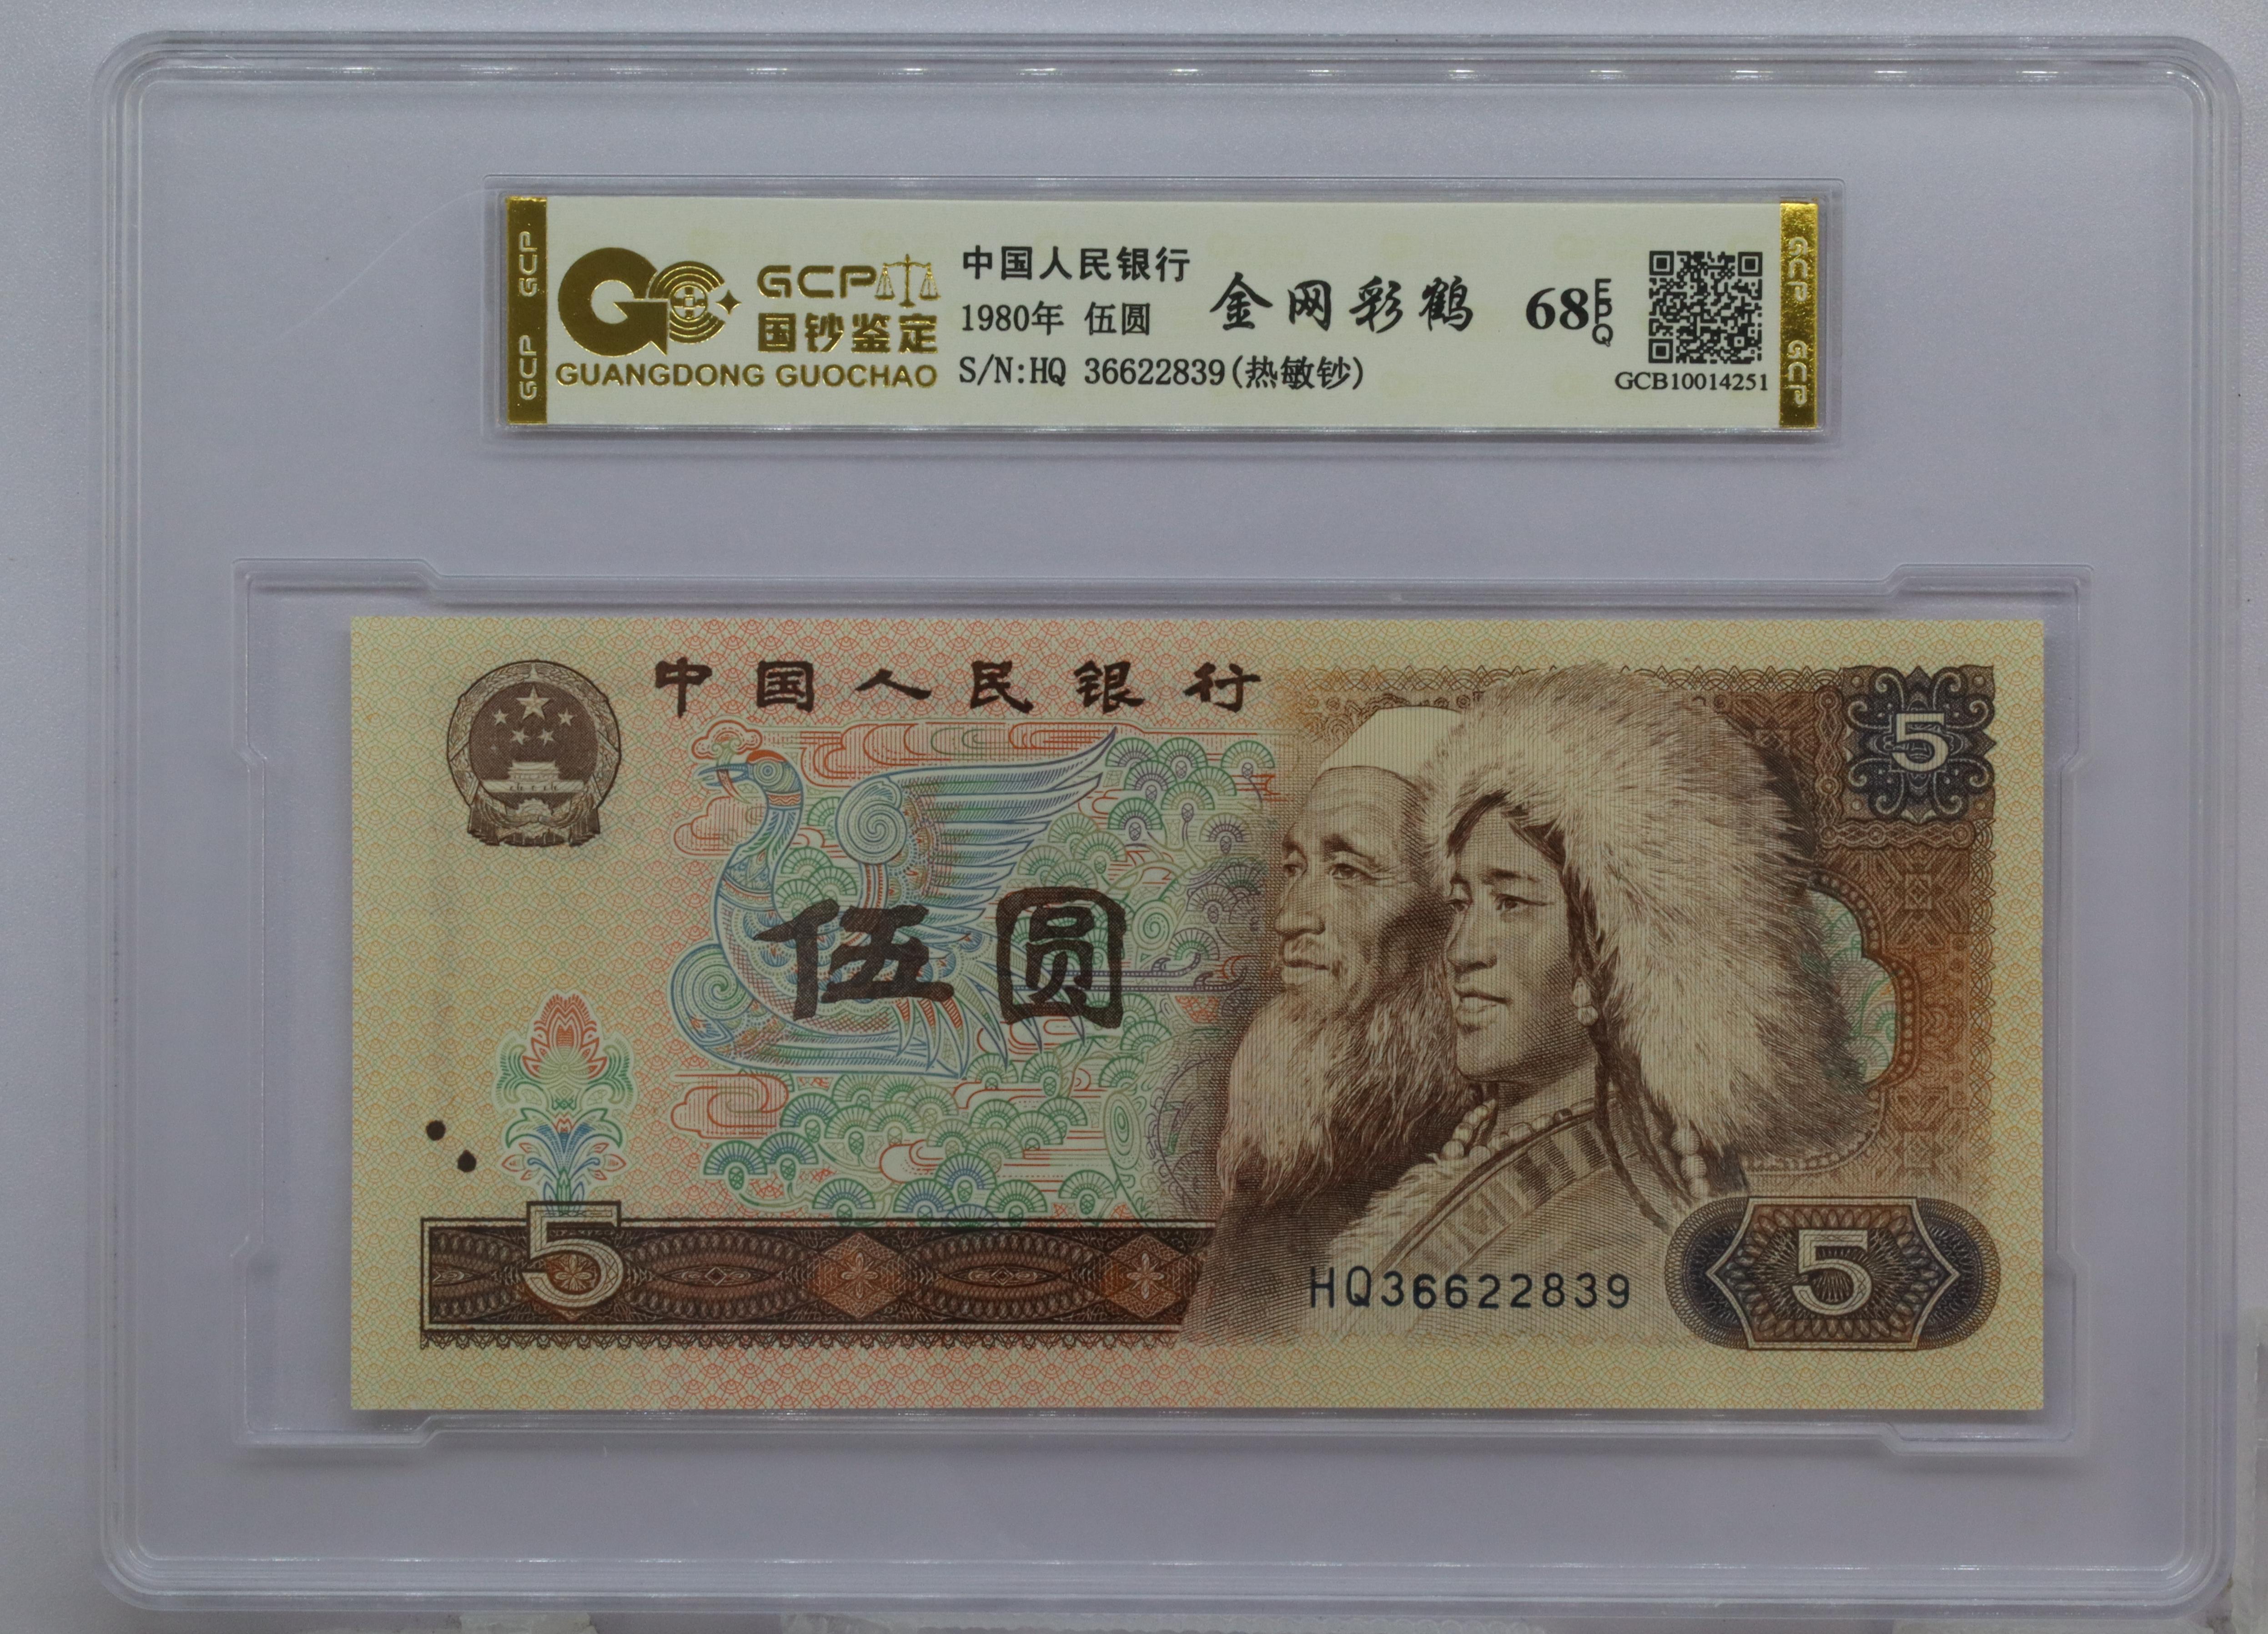 GCP GCP
GCP
国钞鉴定
GUANGDONG GUOCHAO
中国人民银行
1980年 伍圆
S/N:HQ 36622839(热敏钞)
金网彩鹤
68 EPQ
GCB10014251
GCP GCP
中国人民银行
5
伍圆
5
HQ36622839
5